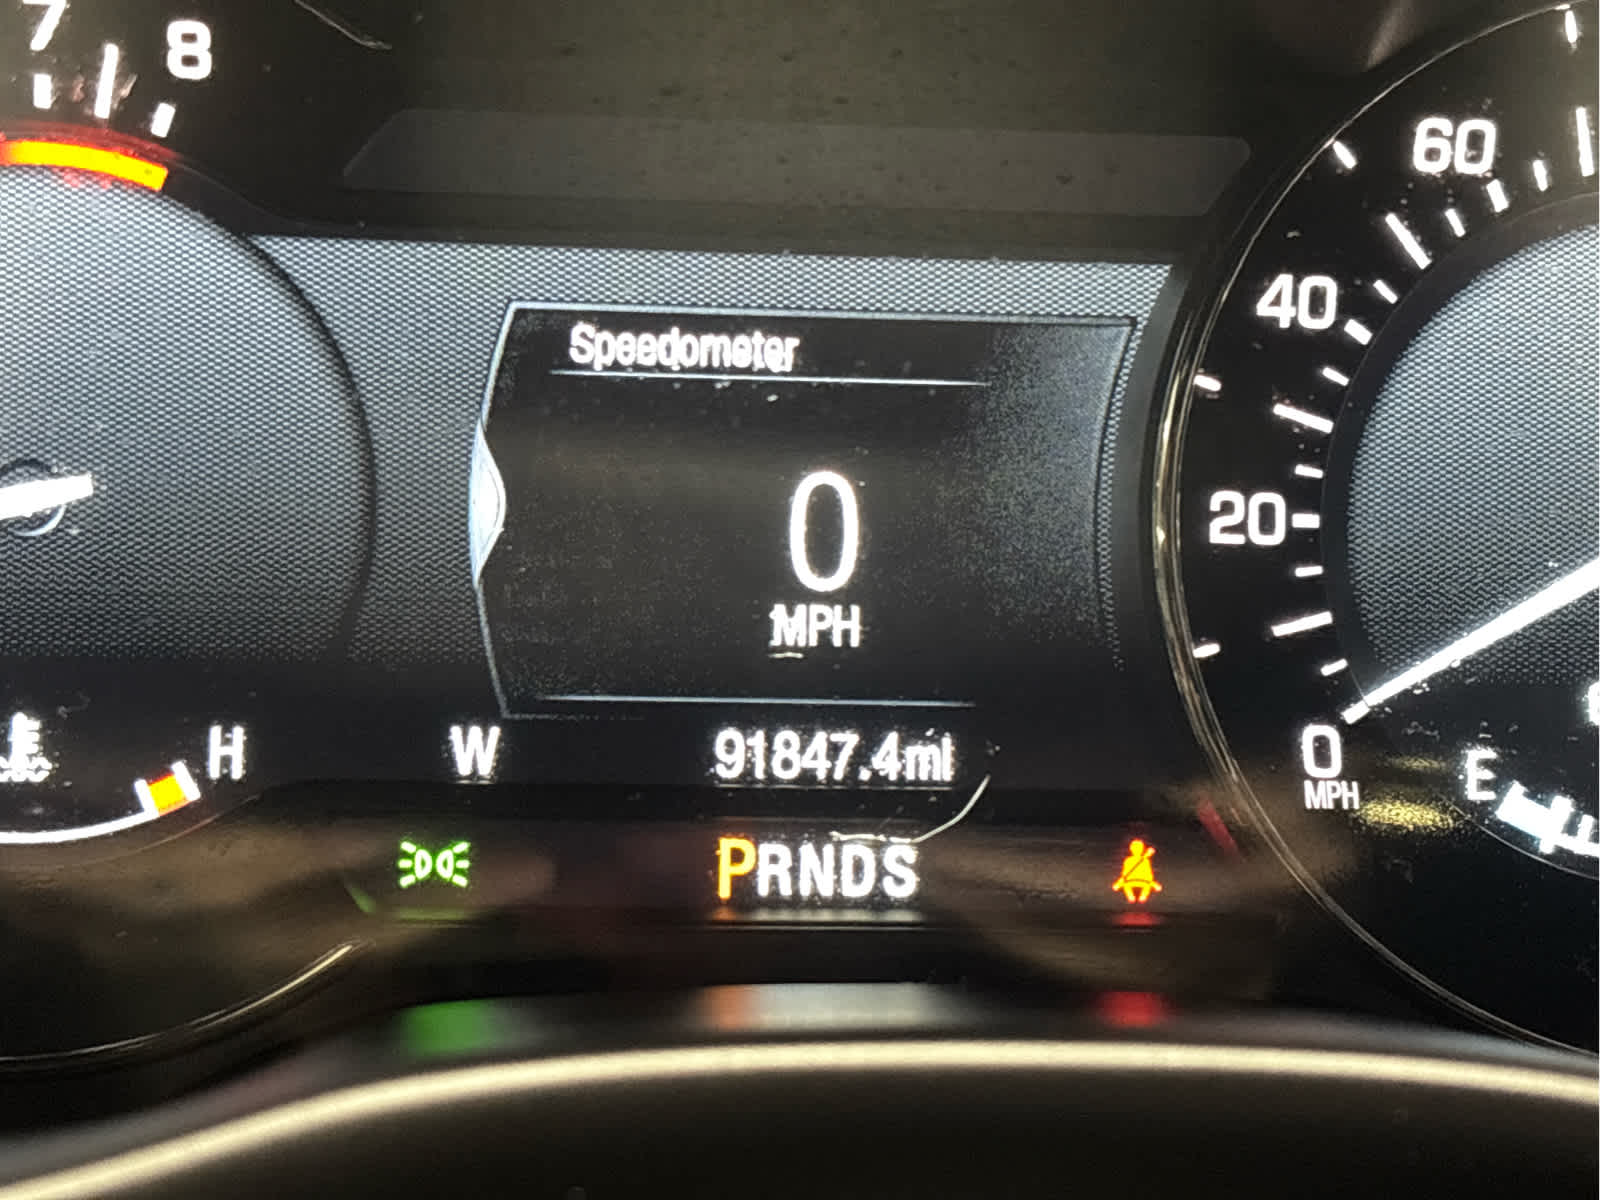 7
8
60
Speedometer
40
0
20
MPH
H
W
91847.4mi
0
MPH
E
PRNDS